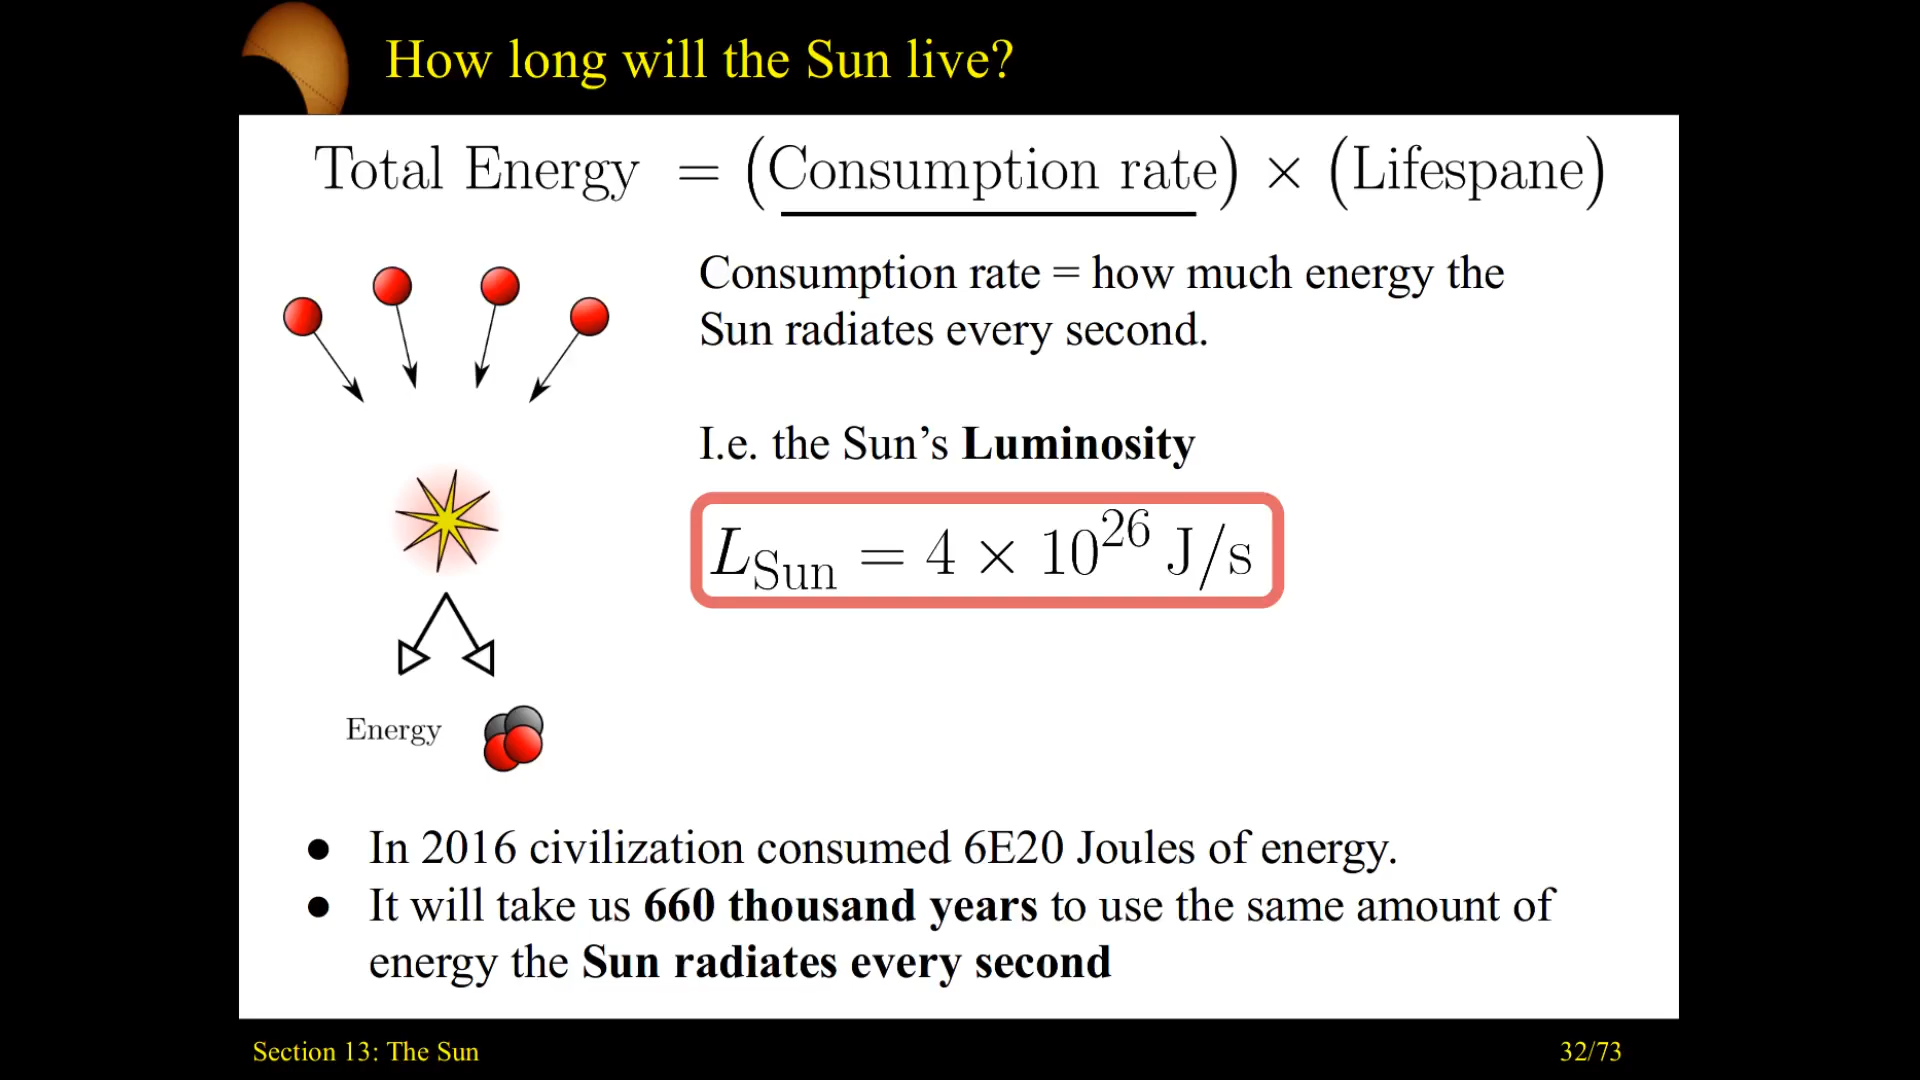 How long will the Sun live?
Total Energy = (Consumption rate) × (Lifespane)
Consumption rate = how much energy the
Sun radiates every second.
I.e. the Sun’s Luminosity
L_Sun = 4 × 10^26 J/s
Energy
● In 2016 civilization consumed 6E20 Joules of energy.
● It will take us 660 thousand years to use the same amount of
energy the Sun radiates every second
Section 13: The Sun
32/73